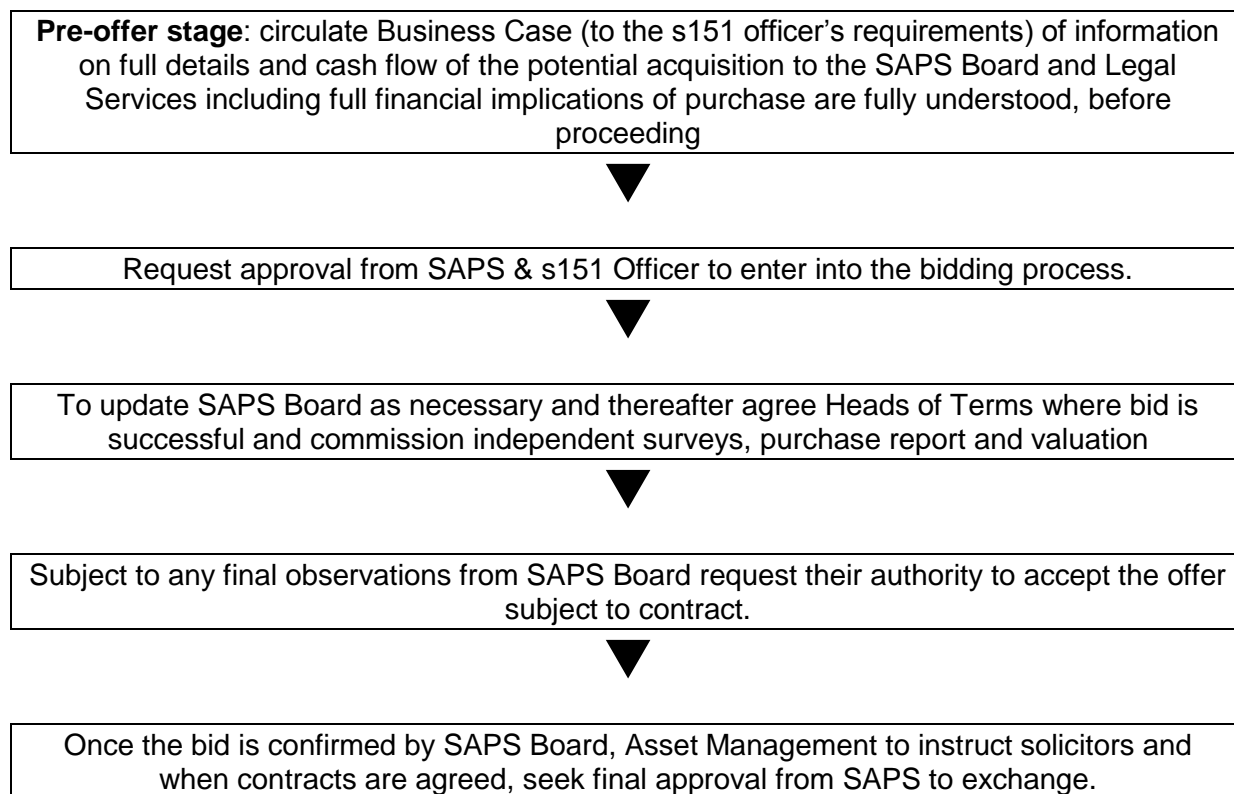 Pre-offer stage: circulate Business Case (to the s151 officer's requirements) of information
on full details and cash flow of the potential acquisition to the SAPS Board and Legal
Services including full financial implications of purchase are fully understood, before
proceeding
Request approval from SAPS & s151 Officer to enter into the bidding process.
To update SAPS Board as necessary and thereafter agree Heads of Terms where bid is
successful and commission independent surveys, purchase report and valuation
Subject to any final observations from SAPS Board request their authority to accept the offer
subject to contract.
Once the bid is confirmed by SAPS Board, Asset Management to instruct solicitors and
when contracts are agreed, seek final approval from SAPS to exchange.